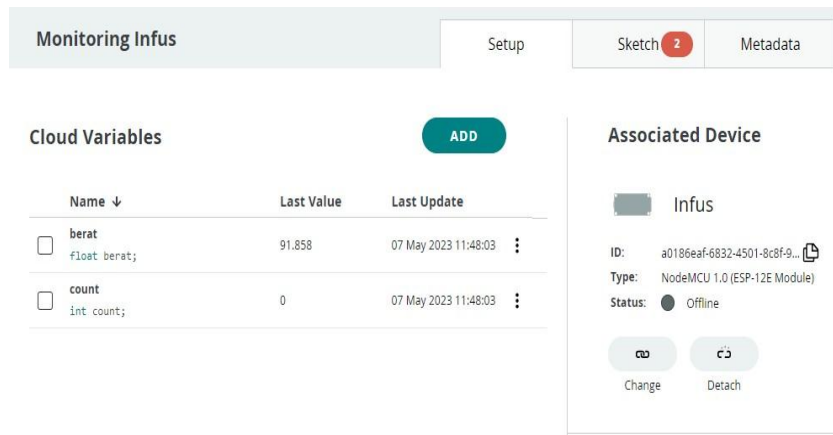 Monitoring Infus
Setup
Sketch 2
Metadata
Cloud Variables
ADD
Name ↓ Last Value Last Update
berat
float berat;
91.858 07 May 2023 11:48:03
count
int count;
0 07 May 2023 11:48:03
Associated Device
Infus
ID: a0186eaf-6832-4501-8c8f-9...
Type: NodeMCU 1.0 (ESP-12E Module)
Status: Offline
Change Detach